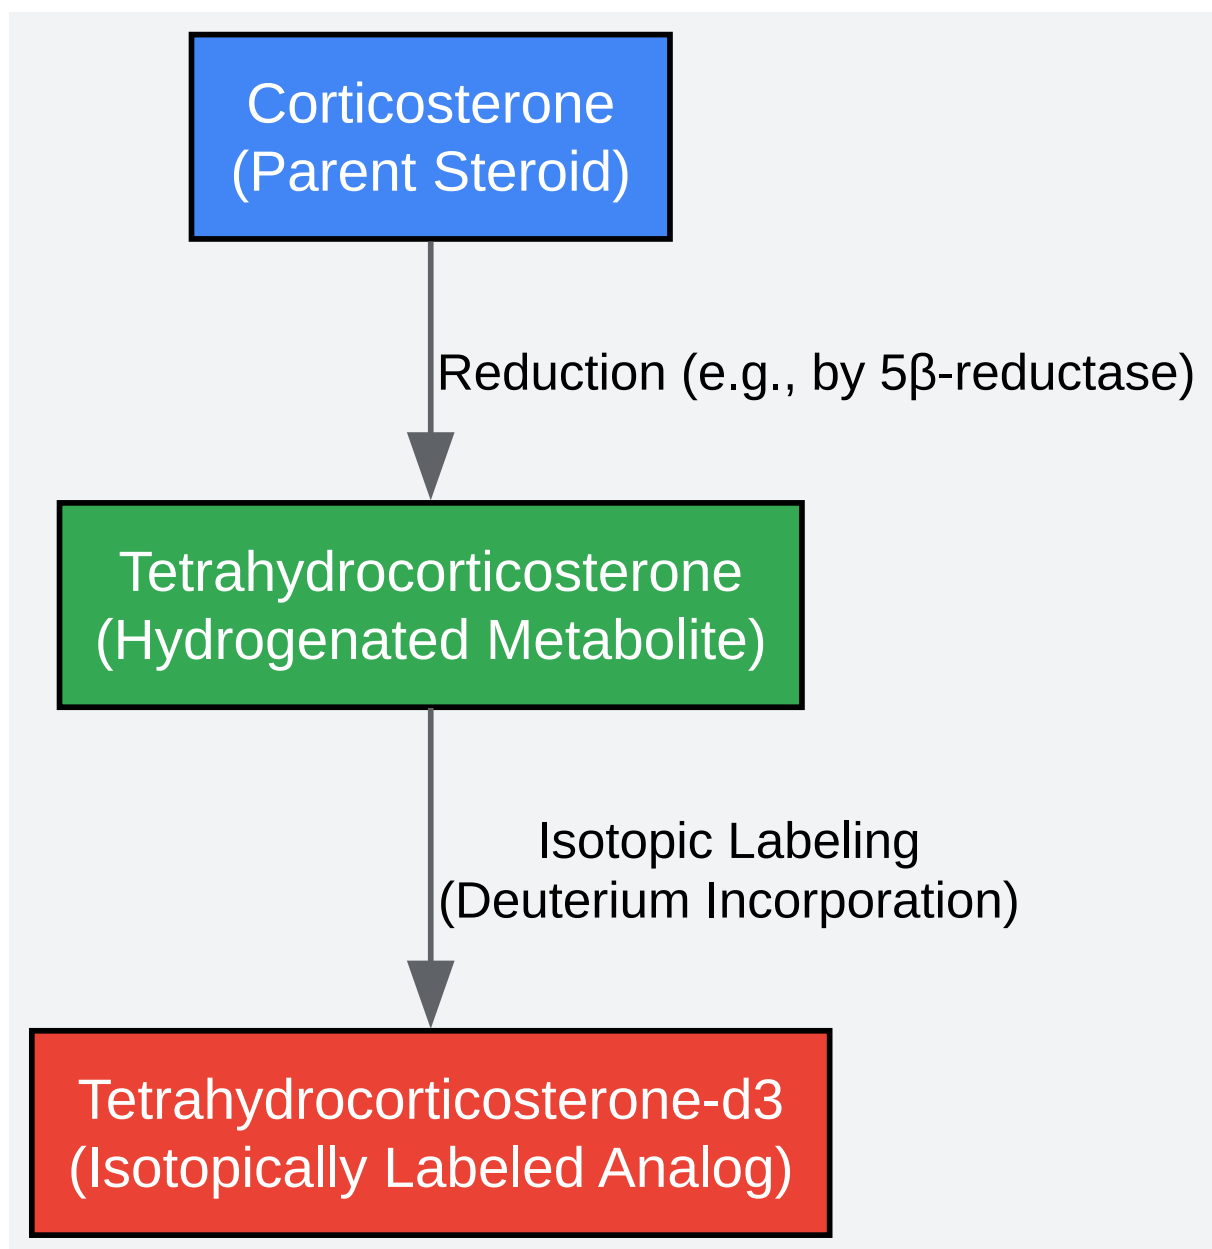 Corticosterone
(Parent Steroid)
Reduction (e.g., by 5β-reductase)
Tetrahydrocorticosterone
(Hydrogenated Metabolite)
Isotopic Labeling
(Deuterium Incorporation)
Tetrahydrocorticosterone-d3
(Isotopically Labeled Analog)